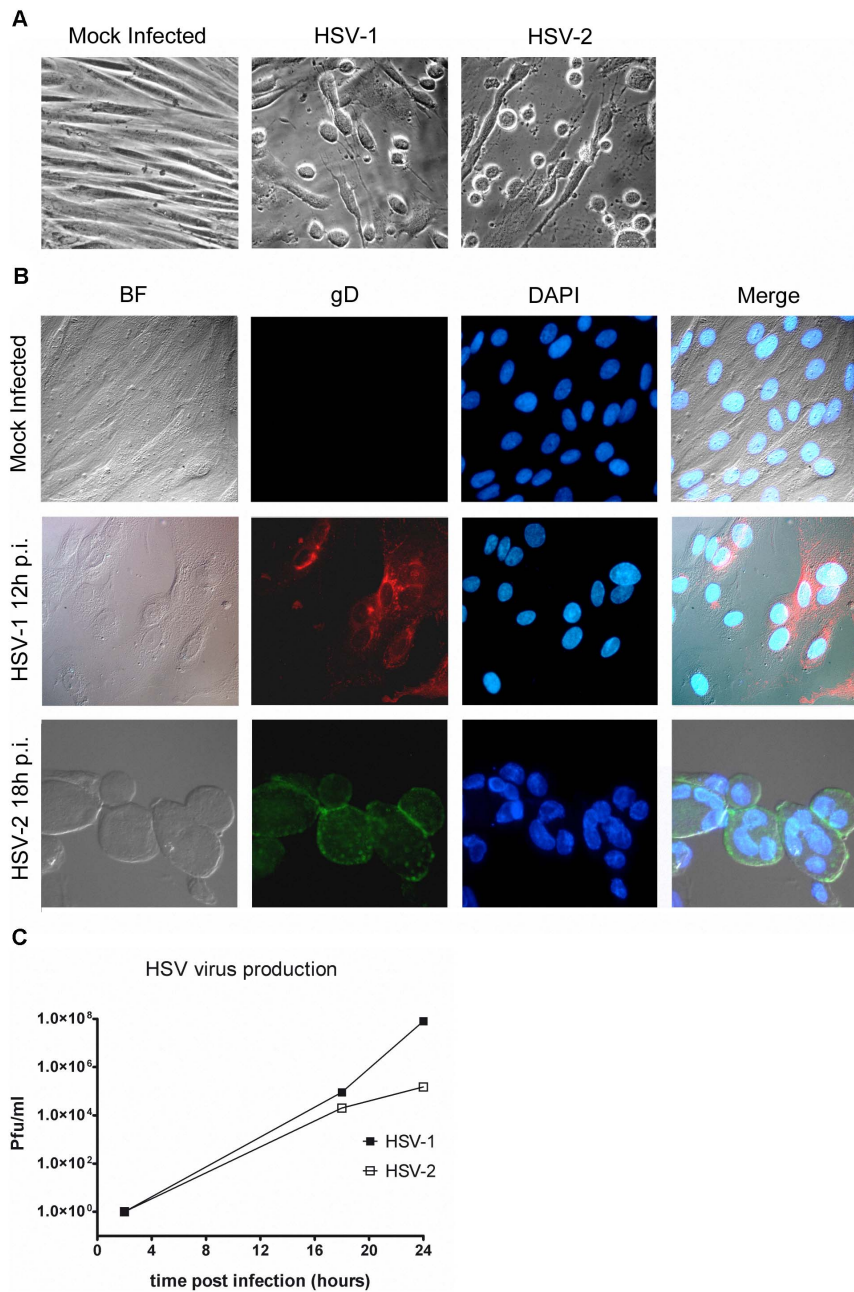 A
Mock Infected HSV-1 HSV-2
B
BF gD DAPI Merge
Mock Infected
HSV-1 12h p.i.
HSV-2 18h p.i.
C
HSV virus production
1.0×10⁸
1.0×10⁶
1.0×10⁴
1.0×10²
1.0×10⁰
Pfu/ml
HSV-1
HSV-2
0 4 8 12 16 20 24
time post infection (hours)